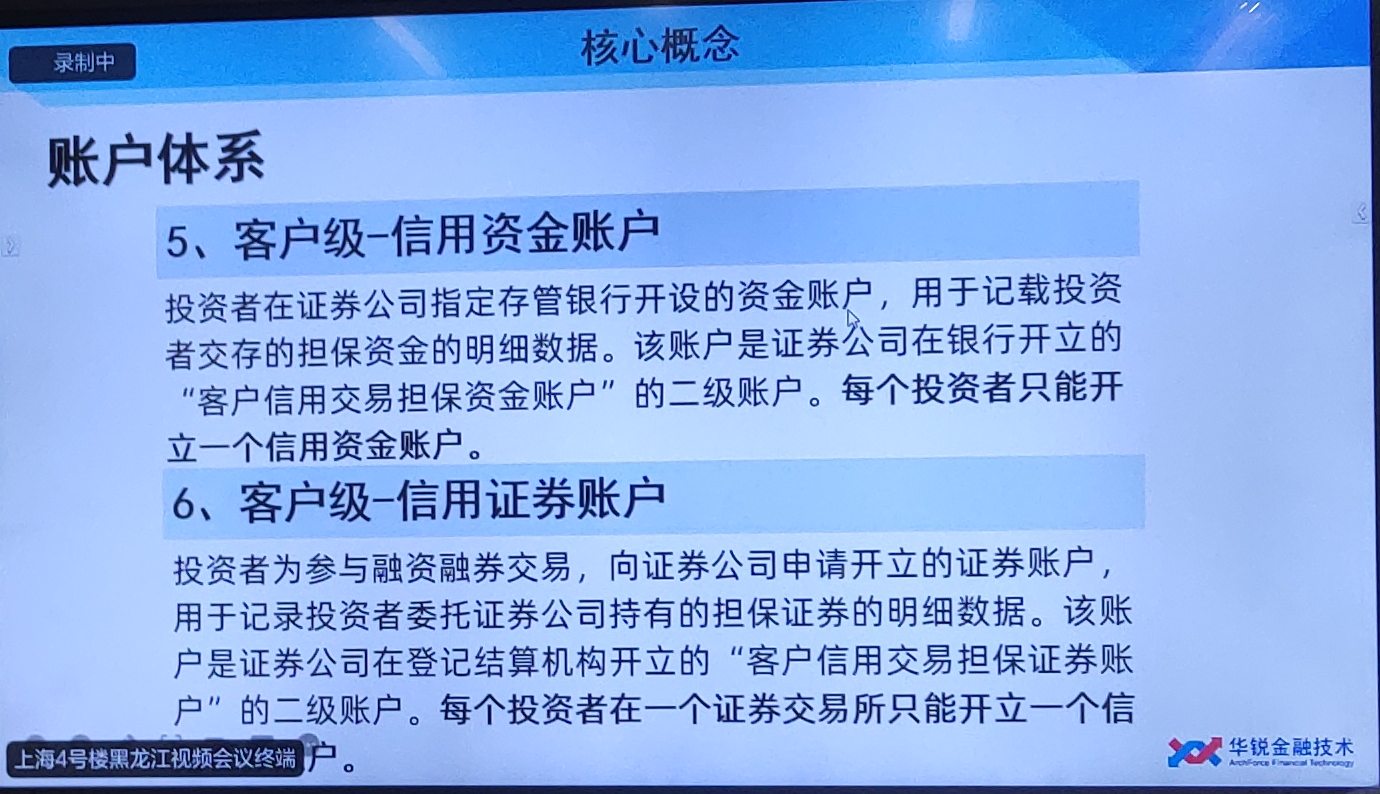 核心概念
录制中
账户体系
5、客户级-信用资金账户
投资者在证券公司指定存管银行开设的资金账户，用于记载投资
者交存的担保资金的明细数据。该账户是证券公司在银行开立的
“客户信用交易担保资金账户”的二级账户。每个投资者只能开
立一个信用资金账户。
6、客户级-信用证券账户
投资者为参与融资融券交易，向证券公司申请开立的证券账户，
用于记录投资者委托证券公司持有的担保证券的明细数据。该账
户是证券公司在登记结算机构开立的“客户信用交易担保证券账
户”的二级账户。每个投资者在一个证券交易所只能开立一个信
户。
上海4号楼黑龙江视频会议终端
华锐金融技术
ArchForce Financial Technology